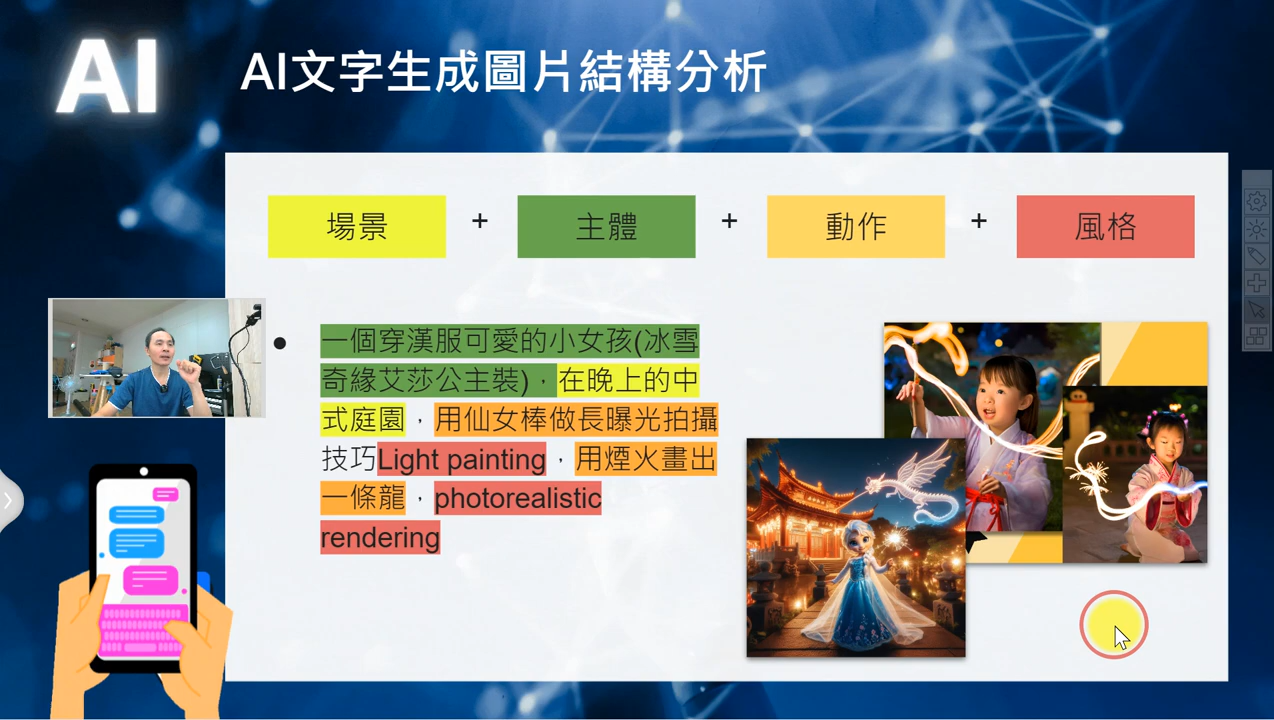 AI
AI文字生成圖片結構分析
場景 + 主體 + 動作 + 風格
一個穿漢服可愛的小女孩(冰雪
奇緣艾莎公主裝)，在晚上的中
式庭園，用仙女棒做長曝光拍攝
技巧Light painting，用煙火畫出
一條龍，photorealistic
rendering